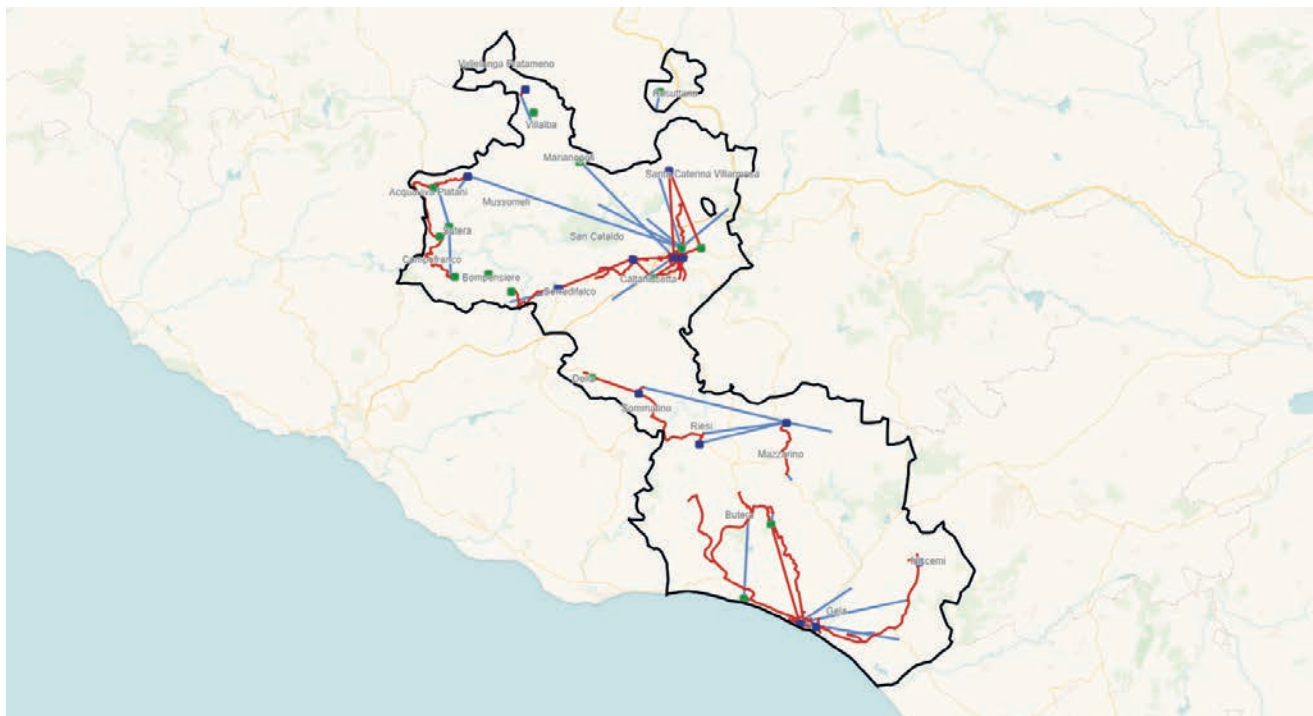 Vallelunga Pratameno
Resuttano
Villalba
Marianopoli
Santa Caterina Villarmosa
Acquaviva Platani
Mussomeli
Sutera
San Cataldo
Campofranco
Bompensiere
Caltanissetta
Serradifalco
Delia
Sommatino
Riesi
Mazzarino
Butera
Niscemi
Gela